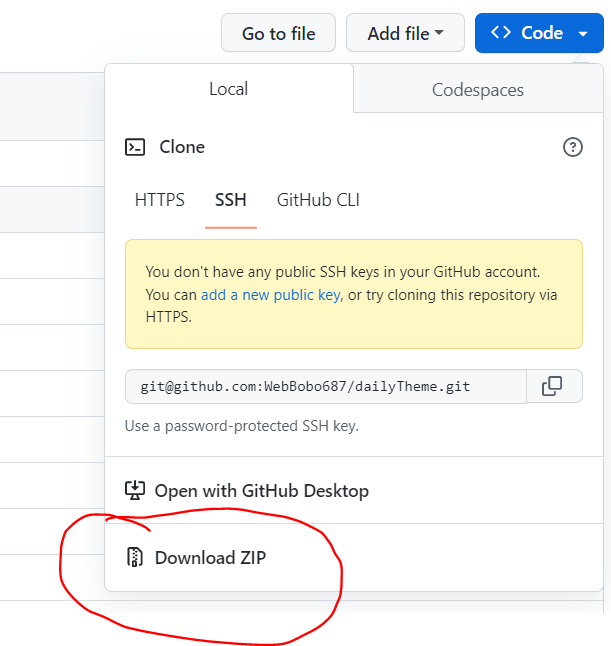 Go to file
Add file
Code
Local
Codespaces
Clone
HTTPS
SSH
GitHub CLI
You don't have any public SSH keys in your GitHub account.
You can add a new public key, or try cloning this repository via
HTTPS.
git@github.com:WebBobo687/dailyTheme.git
Use a password-protected SSH key.
Open with GitHub Desktop
Download ZIP